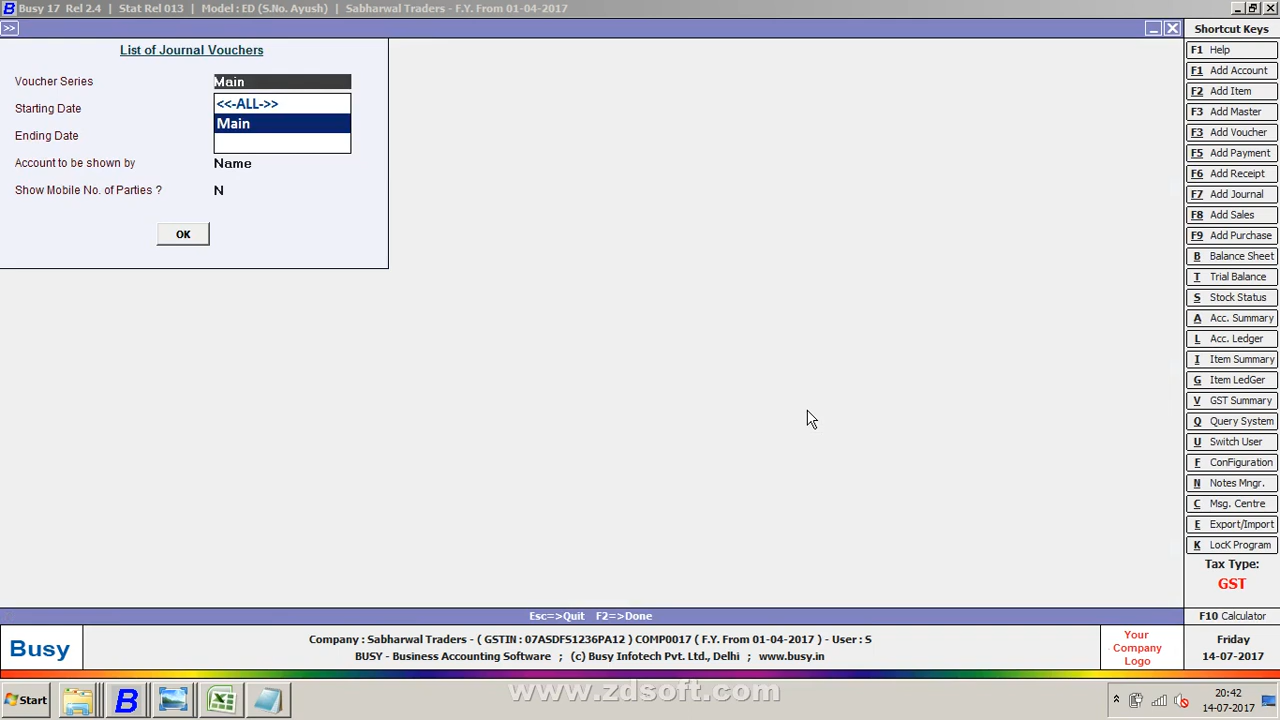 Busy 17 Rel 2.4 | Stat Rel 013 | Model : ED (S.No. Ayush) | Sabharwal Traders - F.Y. From 01-04-2017
>>
List of Journal Vouchers
Voucher Series Main
<<-ALL->>
Starting Date
Main
Ending Date
Account to be shown by Name
Show Mobile No. of Parties ? N
OK
Shortcut Keys
F1 Help
F1 Add Account
F2 Add Item
F3 Add Master
F3 Add Voucher
F5 Add Payment
F6 Add Receipt
F7 Add Journal
F8 Add Sales
F9 Add Purchase
B Balance Sheet
T Trial Balance
S Stock Status
A Acc. Summary
L Acc. Ledger
I Item Summary
G Item LedGer
V GST Summary
Q Query System
U Switch User
F ConFiguration
N Notes Mngr.
C Msg. Centre
E Export/Import
K LocK Program
Tax Type:
GST
Esc=>Quit F2=>Done
F10 Calculator
Busy
Company : Sabharwal Traders - ( GSTIN : 07ASDFS1236PA12 ) COMP0017 ( F.Y. From 01-04-2017 ) - User : S
BUSY - Business Accounting Software ; (c) Busy Infotech Pvt. Ltd., Delhi ; www.busy.in
Your
Company
Logo
Friday
14-07-2017
Start
B
www.zdsoft.com
20:42
14-07-2017